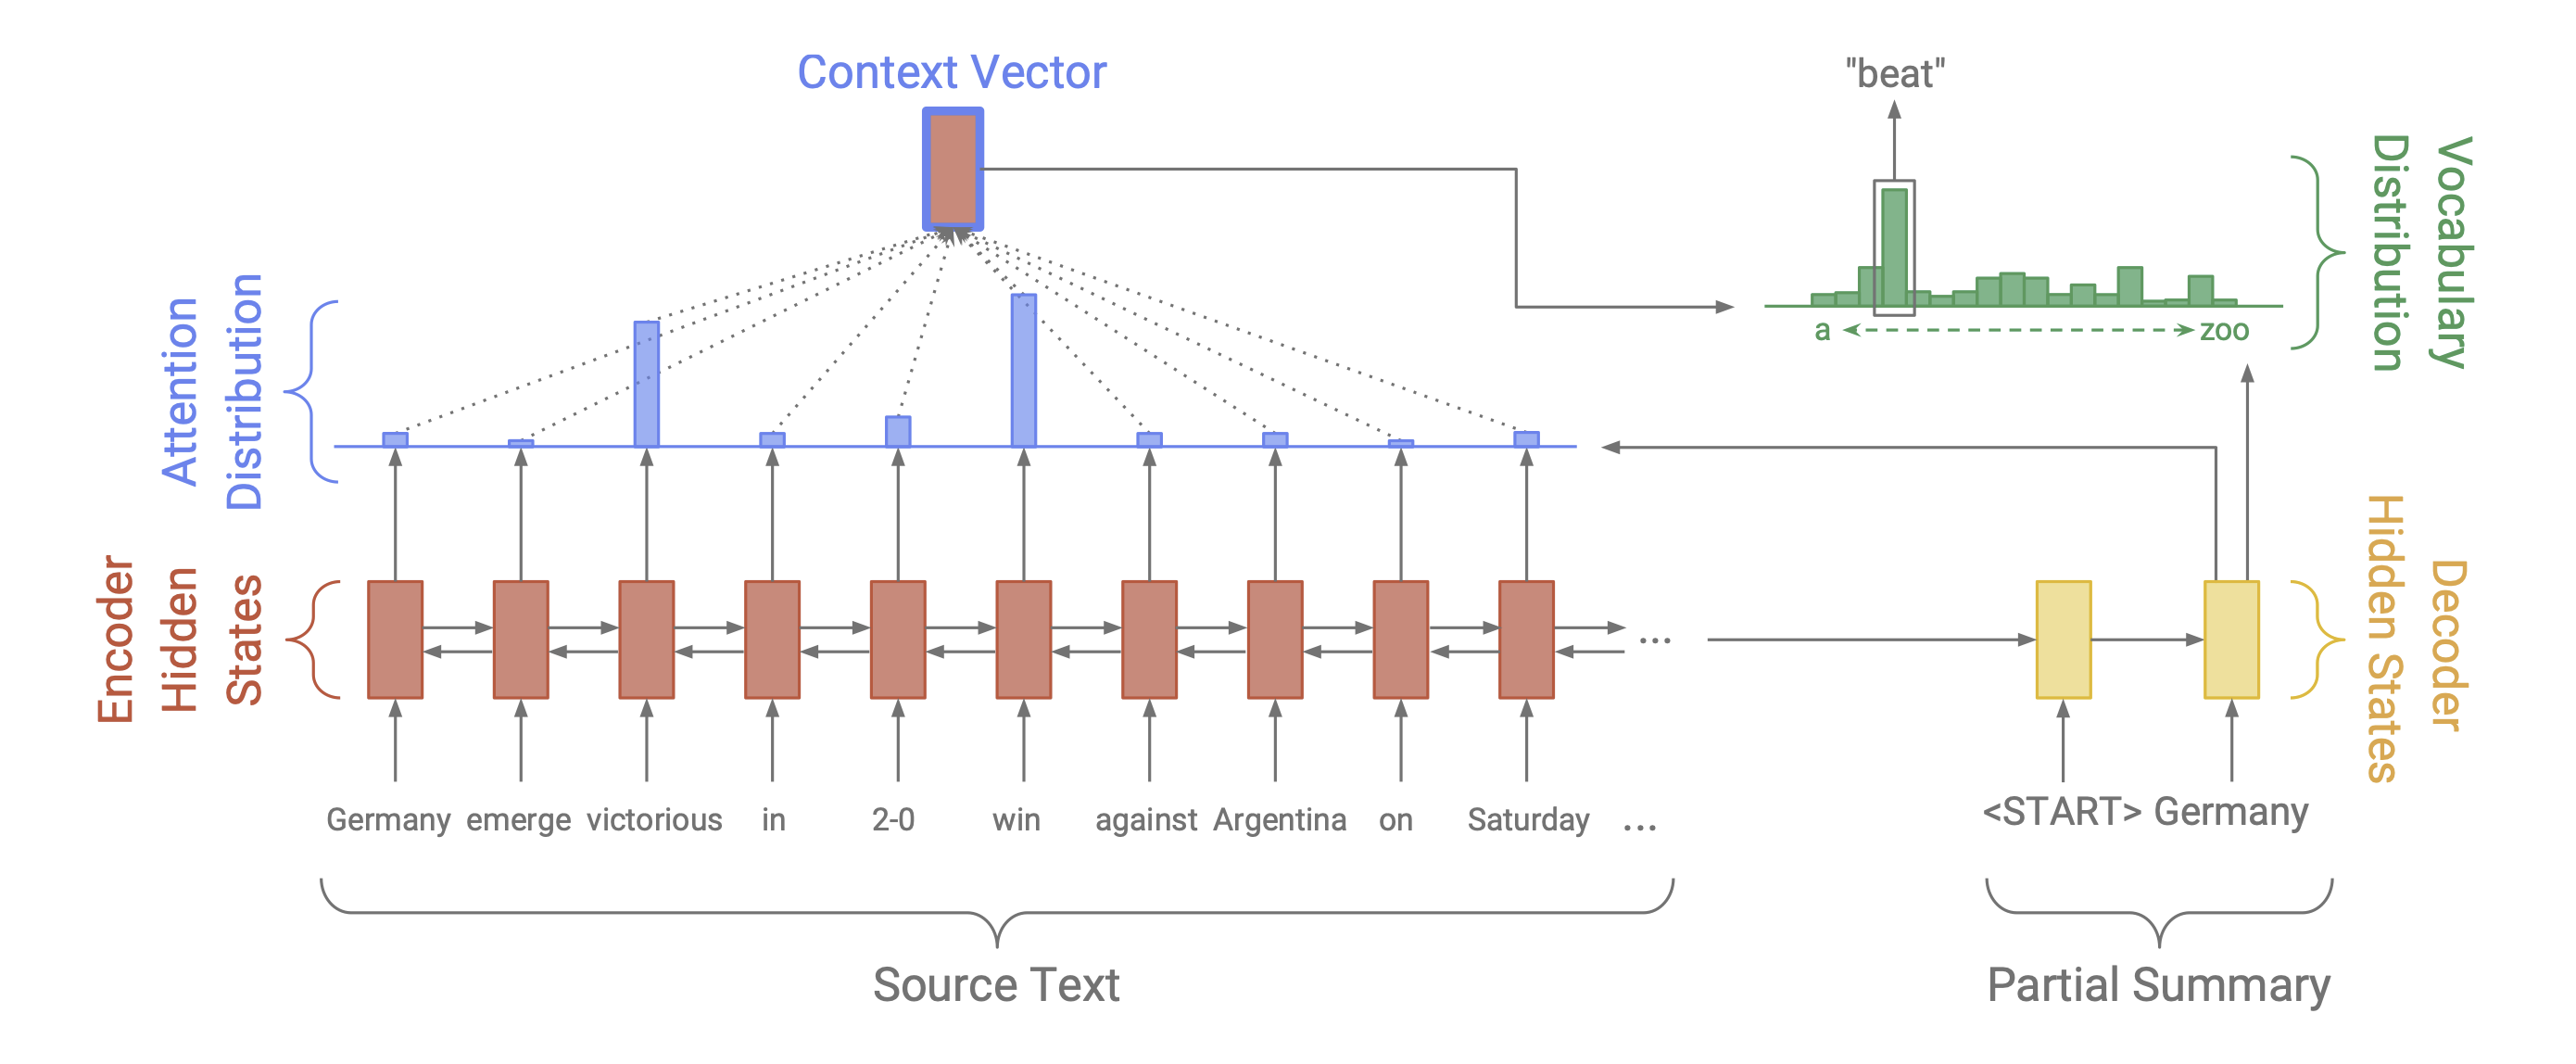 Context Vector
"beat"
a
zoo
Vocabulary
Distribution
Attention
Distribution
Encoder
Hidden
States
Decoder
Hidden States
Germany emerge victorious in 2-0 win against Argentina on Saturday ...
...
<START> Germany
Source Text
Partial Summary